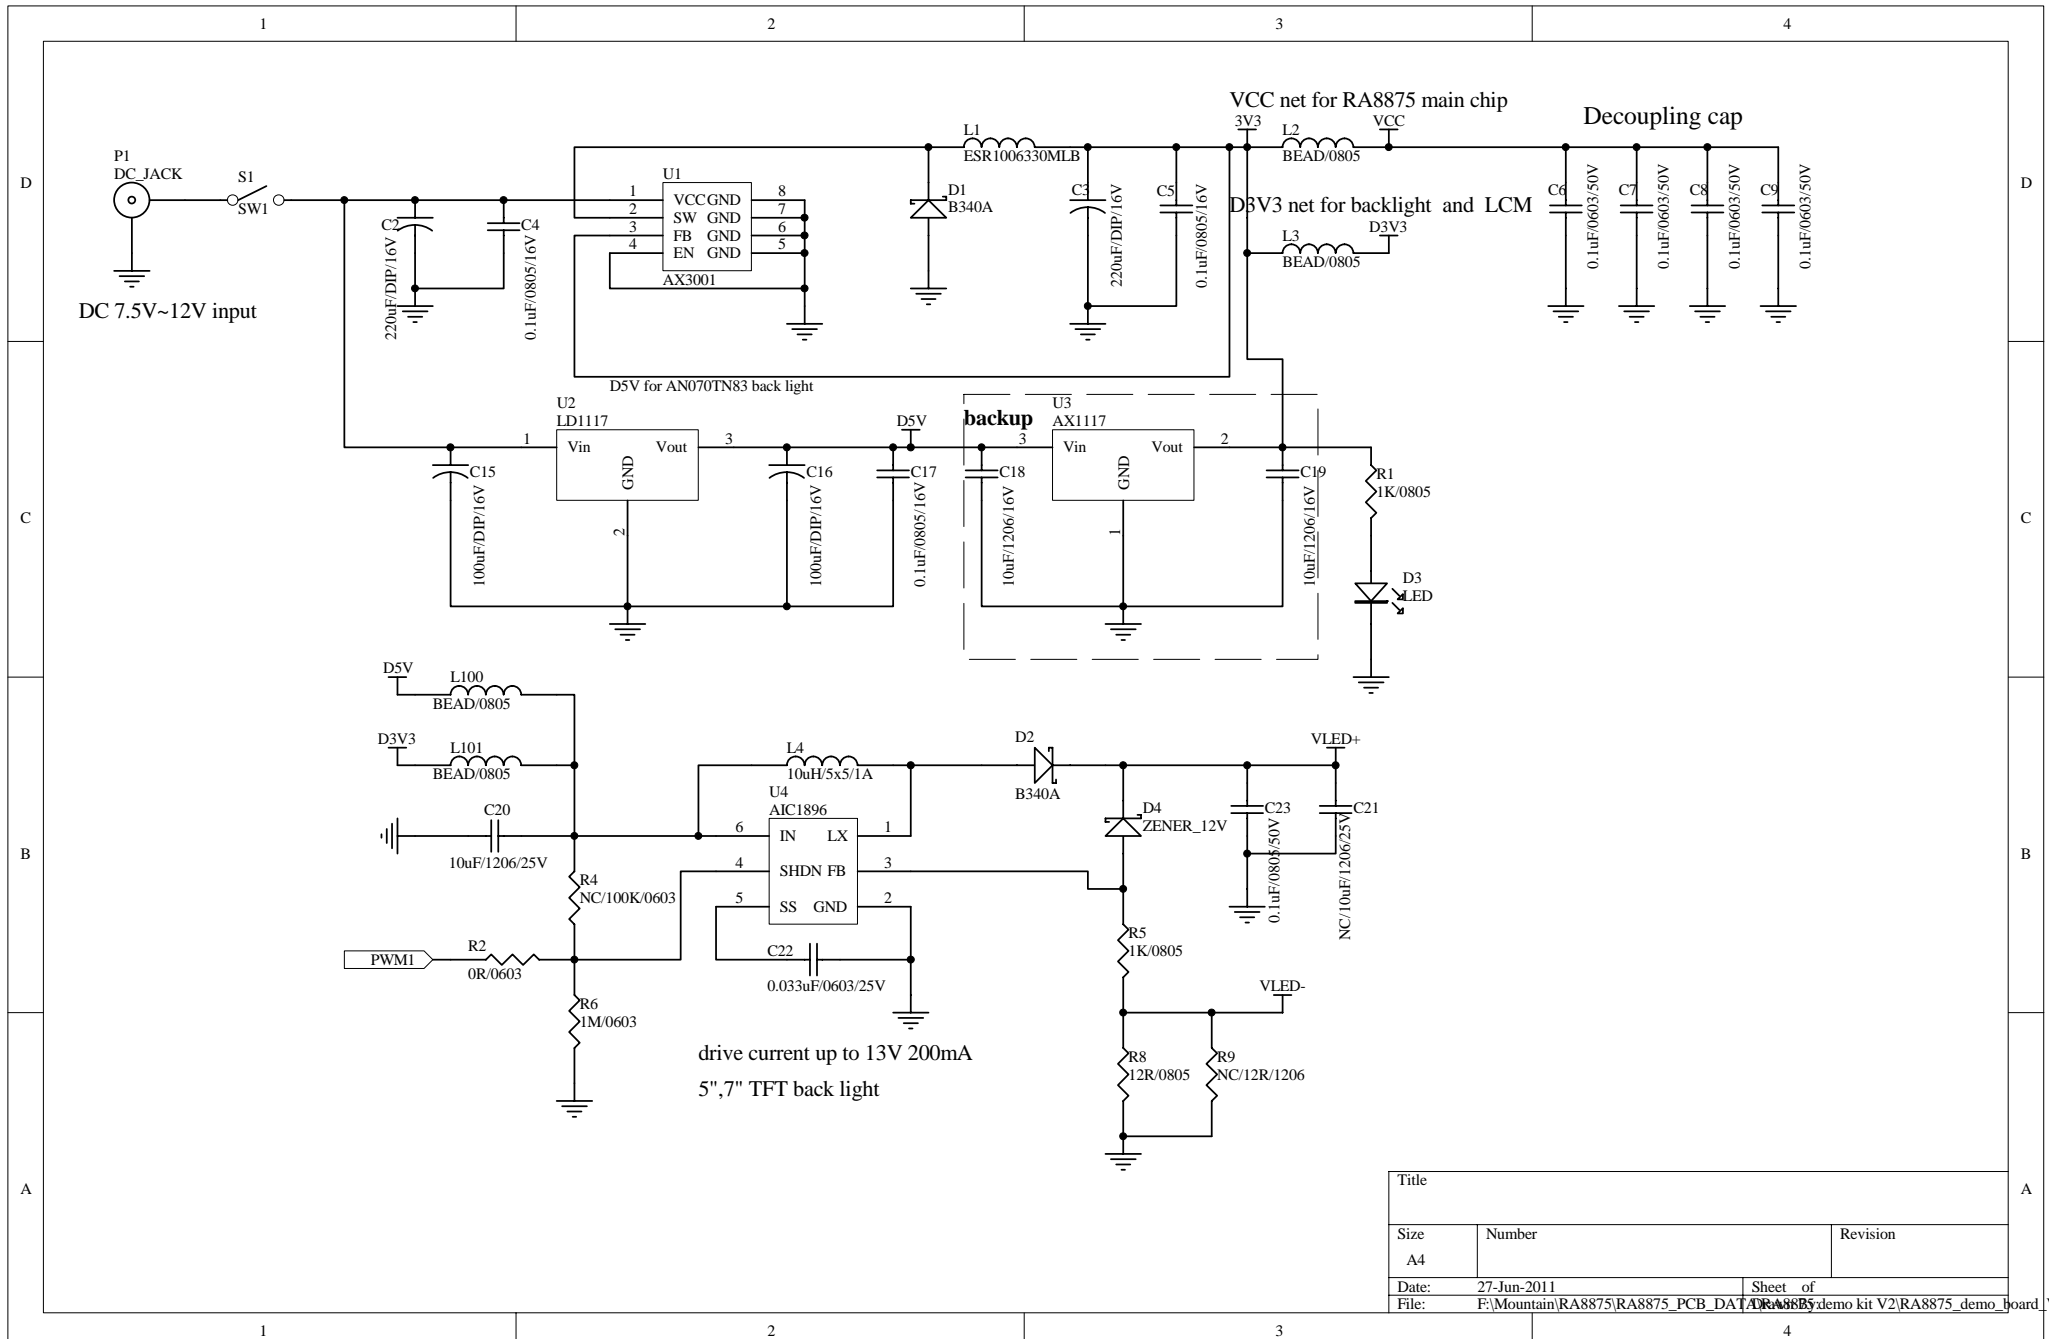 1 2 3 4
D
C
B
A
D
C
B
A
P1
DC_JACK
S1
SW1
DC 7.5V~12V input
C2
220uF/DIP/16V
C4
0.1uF/0805/16V
U1
1 VCC GND 8
2 SW GND 7
3 FB GND 6
4 EN GND 5
AX3001
D1
B340A
L1
ESR1006330MLB
C3
220uF/DIP/16V
C5
0.1uF/0805/16V
VCC net for RA8875 main chip
3V3
L2
BEAD/0805
VCC
D3V3 net for backlight and LCM
L3
BEAD/0805
D3V3
Decoupling cap
C6
0.1uF/0603/50V
C7
0.1uF/0603/50V
C8
0.1uF/0603/50V
C9
0.1uF/0603/50V
D5V for AN070TN83 back light
U2
LD1117
1 Vin Vout 3
GND
2
C15
100uF/DIP/16V
C16
100uF/DIP/16V
D5V
C17
0.1uF/0805/16V
backup
U3
AX1117
3 Vin Vout 2
GND
1
C18
10uF/1206/16V
C19
10uF/1206/16V
R1
1K/0805
D3
LED
D5V
L100
BEAD/0805
D3V3
L101
BEAD/0805
C20
10uF/1206/25V
R4
NC/100K/0603
PWM1
R2
0R/0603
R6
1M/0603
L4
10uH/5x5/1A
U4
AIC1896
6 IN LX 1
4 SHDN FB 3
5 SS GND 2
C22
0.033uF/0603/25V
D2
B340A
D4
ZENER_12V
VLED+
C23
0.1uF/0805/50V
C21
NC/10uF/1206/25V
R5
1K/0805
VLED-
R8
12R/0805
R9
NC/12R/1206
drive current up to 13V 200mA
5",7" TFT back light
Title
Size Number Revision
A4
Date: 27-Jun-2011 Sheet of
File: F:\Mountain\RA8875\RA8875_PCB_DATA demo kit V2\RA8875_demo_board_
1 2 3 4